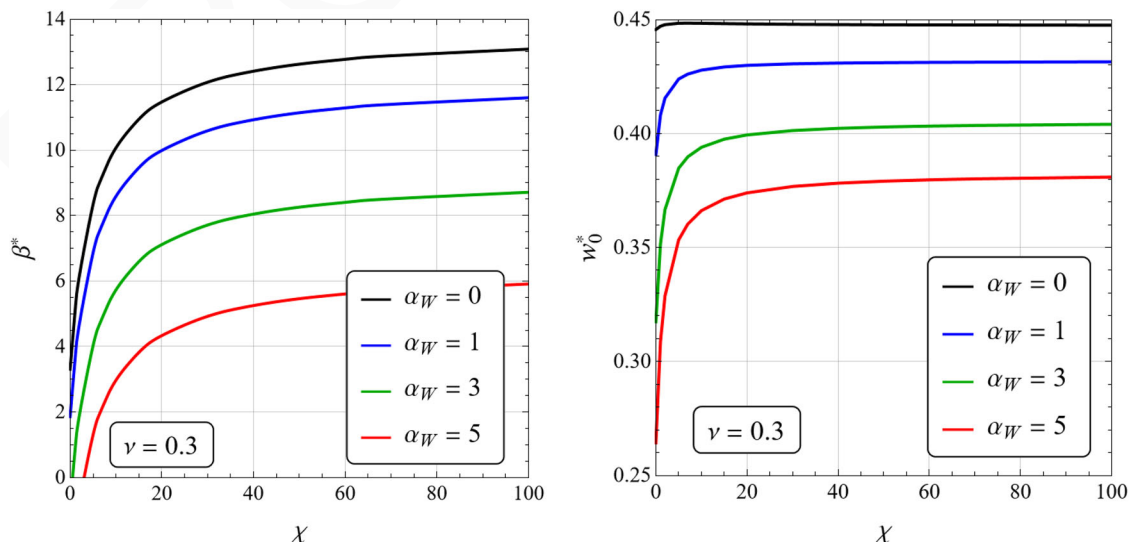 14
12
10
8
6
4
2
0
β*
0 20 40 60 80 100
χ
ν = 0.3
α_W = 0
α_W = 1
α_W = 3
α_W = 5
0.45
0.40
0.35
0.30
0.25
w₀*
0 20 40 60 80 100
χ
ν = 0.3
α_W = 0
α_W = 1
α_W = 3
α_W = 5